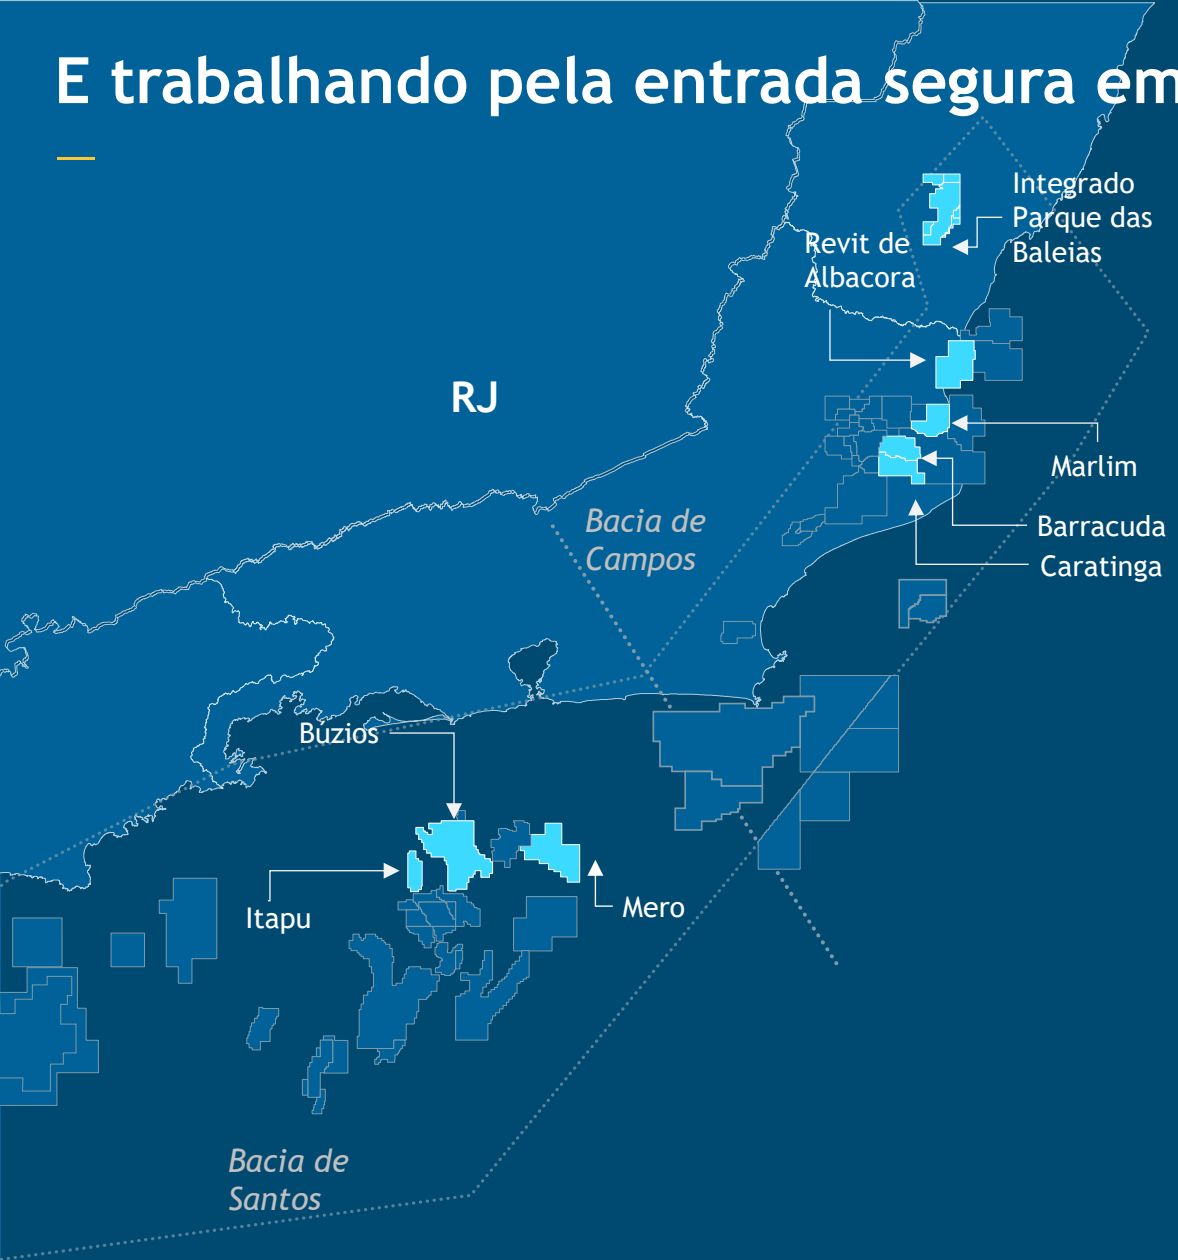 E trabalhando pela entrada segura em
Integrado
Parque das
Baleias
Revit de
Albacora
RJ
Marlim
Bacia de
Campos
Barracuda
Caratinga
Búzios
Itapu
Mero
Bacia de
Santos